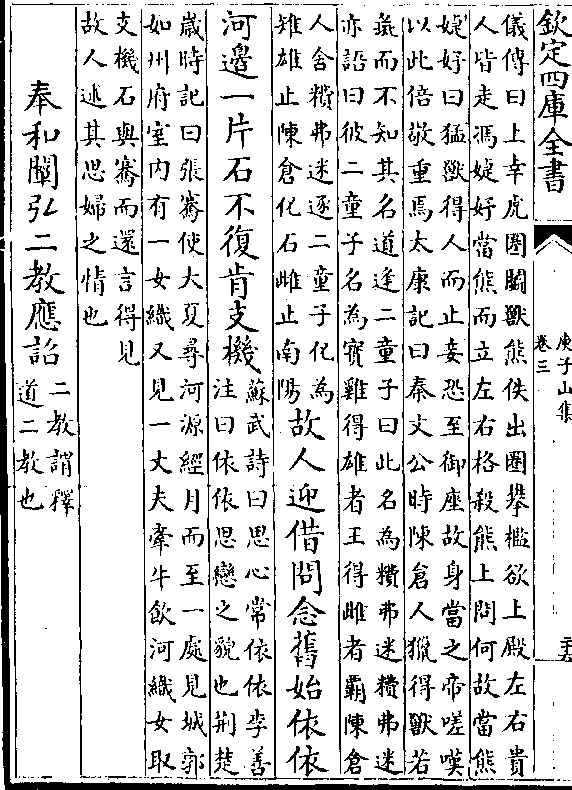 欽定四庫全書
庾子山集
卷三
儀傳曰上幸虎圈鬭獸熊佚出圈攀檻欲上殿左右貴
人皆走馮婕妤當熊而立左右格殺熊上問何故當熊
婕妤曰猛獸得人而止妾恐至御座故身當之帝嗟嘆
以此倍敬重焉太康記曰秦文公時陳倉人獵得獸若
彘而不知其名道逢二童子曰此名為糞弗迷糞弗迷
亦語曰彼二童子名為寳雞得雄者王得雌者霸陳倉
人舍糞弗迷逐二童子化為
雉雄止陳倉化石雌止南陽
故人迎借問念舊始依依
河邊一片石不復肯支機
蘇武詩曰思心常依依李善
注曰依依思戀之貌也荆楚
歲時記曰張騫使大夏尋河源經月而至一處見城郭
如州府室内有一女織又見一丈夫牽牛飲河織女取
支機石與騫而還言得見
故人述其思婦之情也
奉和闡弘二教應詔
二教謂釋
道二教也